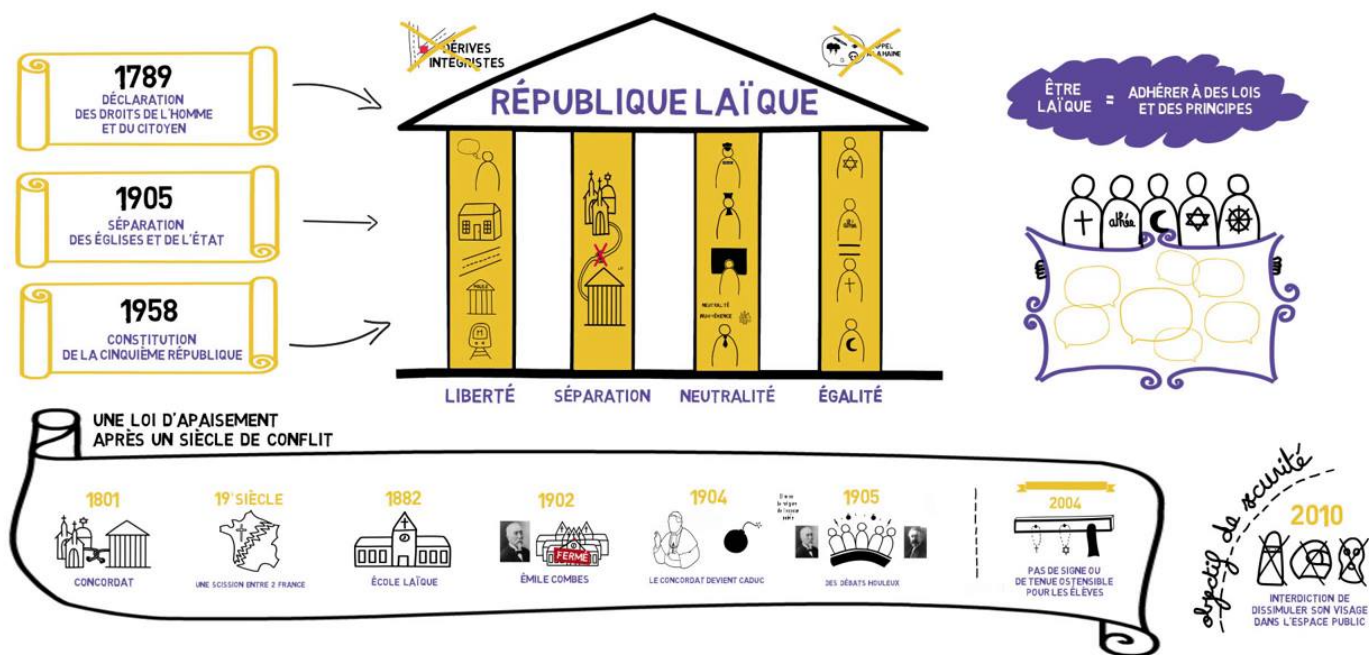 1789
DÉCLARATION
DES DROITS DE L'HOMME
ET DU CITOYEN
1905
SÉPARATION
DES ÉGLISES ET DE L'ÉTAT
1958
CONSTITUTION
DE LA CINQUIÈME RÉPUBLIQUE
DÉRIVES
INTÉGRISTES
APPEL
À LA HAINE
RÉPUBLIQUE LAÏQUE
NEUTRALITÉ
LIBERTÉ
SÉPARATION
NEUTRALITÉ
ÉGALITÉ
ÊTRE
LAÏQUE
=
ADHÉRER À DES LOIS
ET DES PRINCIPES
athée
UNE LOI D'APAISEMENT
APRÈS UN SIÈCLE DE CONFLIT
1801
CONCORDAT
19e SIÈCLE
UNE SCISSION ENTRE 2 FRANCE
1882
ÉCOLE LAÏQUE
1902
FERMÉ
ÉMILE COMBES
1904
LE CONCORDAT DEVIENT CADUC
1905
DES DÉBATS HOULEUX
2004
PAS DE SIGNE OU
DE TENUE OSTENSIBLE
POUR LES ÉLÈVES
objectif de scurité
2010
INTERDICTION DE
DISSIMULER SON VISAGE
DANS L'ESPACE PUBLIC